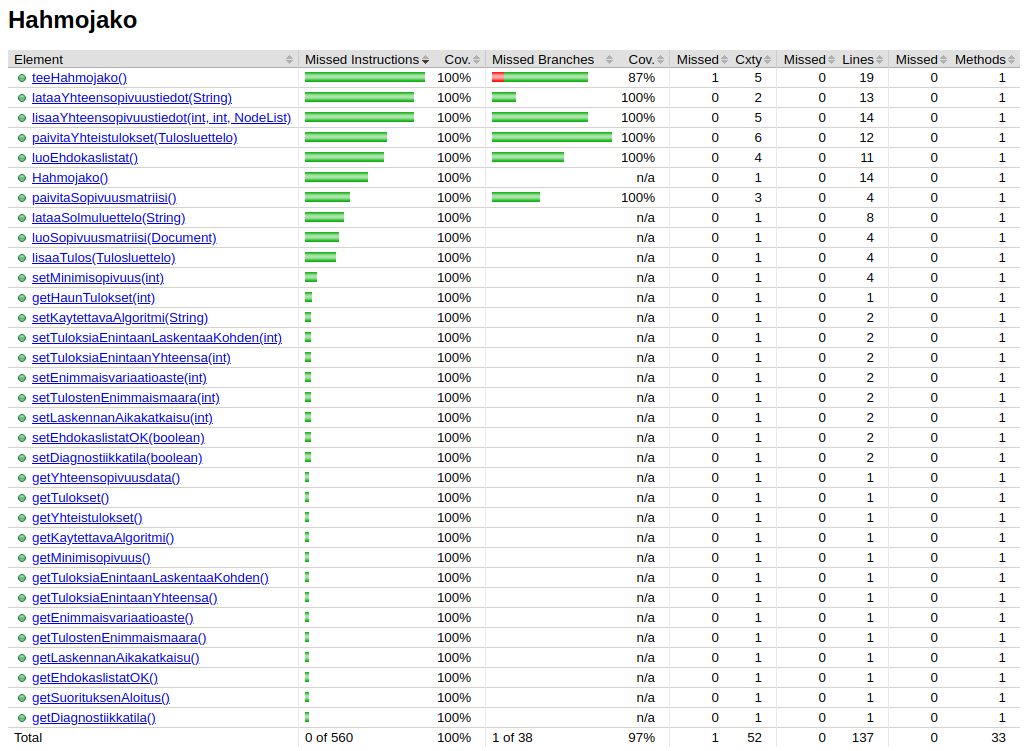 Hahmojako
Element Missed Instructions Cov. Missed Branches Cov. Missed Cxty Missed Lines Missed Methods
teeHahmojako() 100% 87% 1 5 0 19 0 1
lataaYhteensopivuustiedot(String) 100% 100% 0 2 0 13 0 1
lisaaYhteensopivuustiedot(int, int, NodeList) 100% 100% 0 5 0 14 0 1
paivitaYhteistulokset(Tulosluettelo) 100% 100% 0 6 0 12 0 1
luoEhdokaslistat() 100% 100% 0 4 0 11 0 1
Hahmojako() 100% n/a 0 1 0 14 0 1
paivitaSopivuusmatriisi() 100% 100% 0 3 0 4 0 1
lataaSolmuluettelo(String) 100% n/a 0 1 0 8 0 1
luoSopivuusmatriisi(Document) 100% n/a 0 1 0 4 0 1
lisaaTulos(Tulosluettelo) 100% n/a 0 1 0 4 0 1
setMinimisopivuus(int) 100% n/a 0 1 0 4 0 1
getHaunTulokset(int) 100% n/a 0 1 0 1 0 1
setKaytettavaAlgoritmi(String) 100% n/a 0 1 0 2 0 1
setTuloksiaEnintaanLaskentaaKohden(int) 100% n/a 0 1 0 2 0 1
setTuloksiaEnintaanYhteensa(int) 100% n/a 0 1 0 2 0 1
setEnimmaisvariaatioaste(int) 100% n/a 0 1 0 2 0 1
setTulostenEnimmaismaara(int) 100% n/a 0 1 0 2 0 1
setLaskennanAikakatkaisu(int) 100% n/a 0 1 0 2 0 1
setEhdokaslistatOK(boolean) 100% n/a 0 1 0 2 0 1
setDiagnostiikkatila(boolean) 100% n/a 0 1 0 2 0 1
getYhteensopivuusdata() 100% n/a 0 1 0 1 0 1
getTulokset() 100% n/a 0 1 0 1 0 1
getYhteistulokset() 100% n/a 0 1 0 1 0 1
getKaytettavaAlgoritmi() 100% n/a 0 1 0 1 0 1
getMinimisopivuus() 100% n/a 0 1 0 1 0 1
getTuloksiaEnintaanLaskentaaKohden() 100% n/a 0 1 0 1 0 1
getTuloksiaEnintaanYhteensa() 100% n/a 0 1 0 1 0 1
getEnimmaisvariaatioaste() 100% n/a 0 1 0 1 0 1
getTulostenEnimmaismaara() 100% n/a 0 1 0 1 0 1
getLaskennanAikakatkaisu() 100% n/a 0 1 0 1 0 1
getEhdokaslistatOK() 100% n/a 0 1 0 1 0 1
getSuorituksenAloitus() 100% n/a 0 1 0 1 0 1
getDiagnostiikkatila() 100% n/a 0 1 0 1 0 1
Total 0 of 560 100% 1 of 38 97% 1 52 0 137 0 33